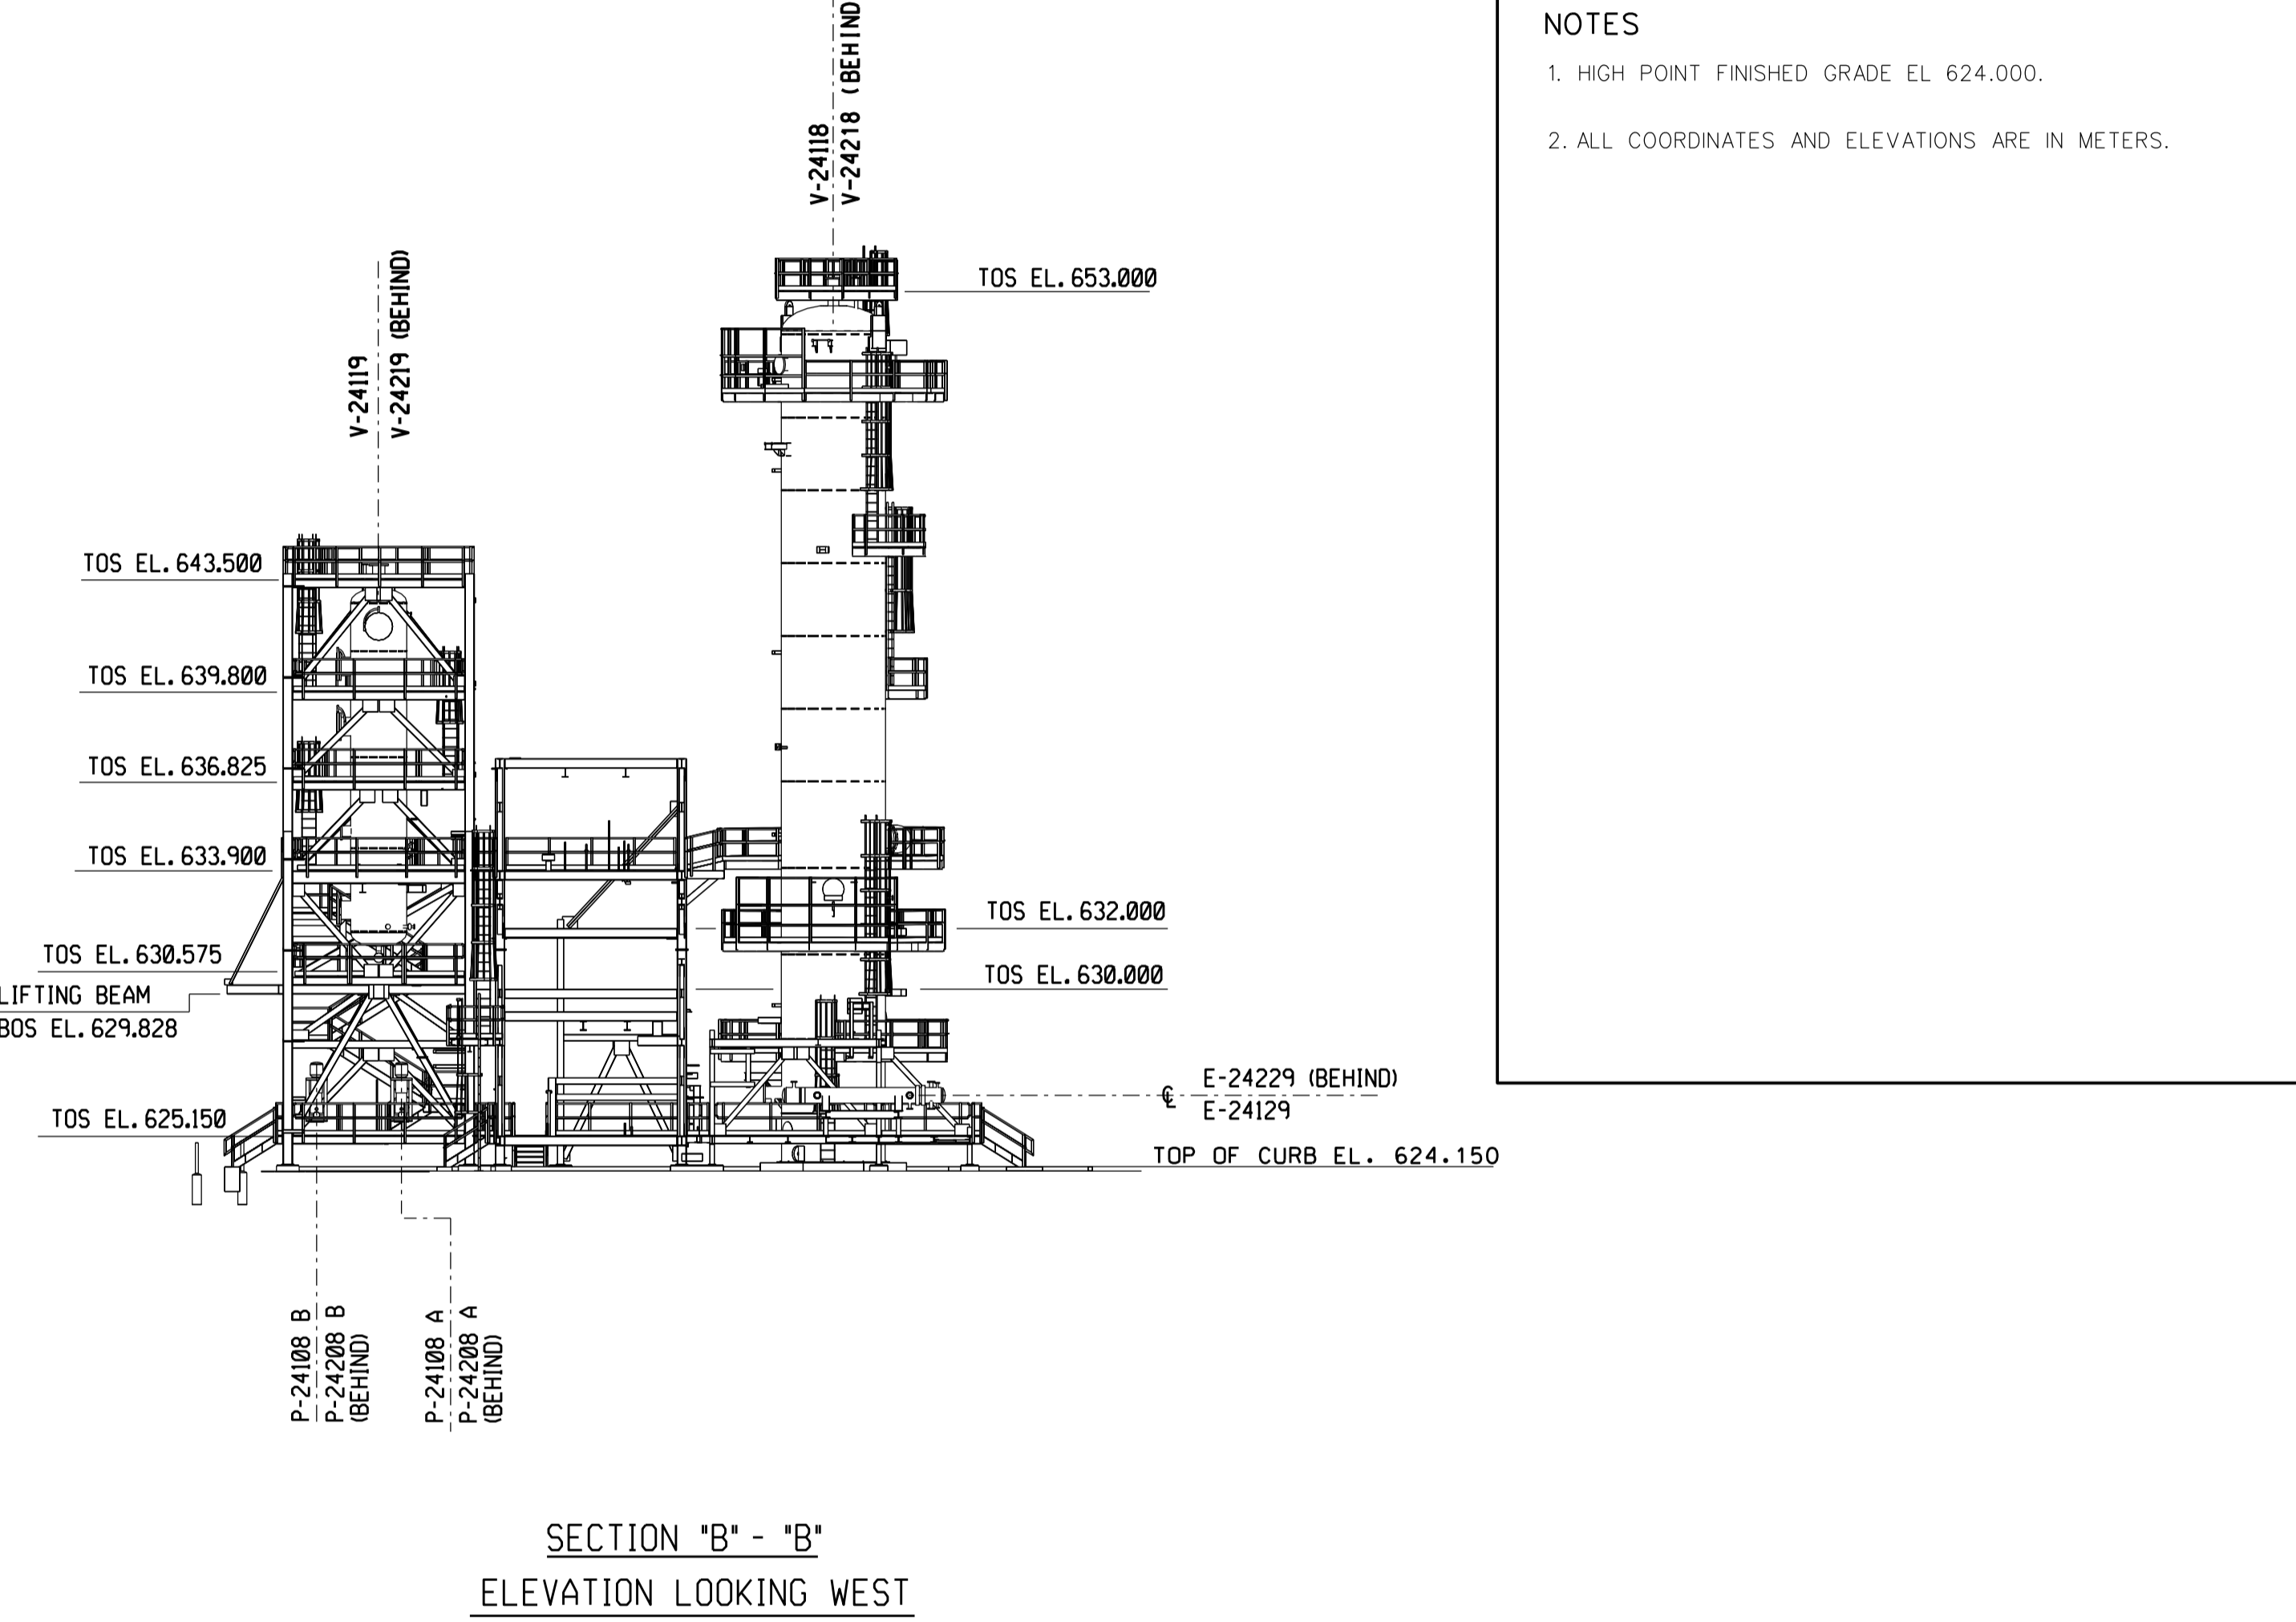 NOTES
1. HIGH POINT FINISHED GRADE EL 624.000.
2. ALL COORDINATES AND ELEVATIONS ARE IN METERS.
V-24118
V-24218 (BEHIND
V-24119
V-24219 (BEHIND)
TOS EL. 653.000
TOS EL. 643.500
TOS EL. 639.800
TOS EL. 636.825
TOS EL. 633.900
TOS EL. 632.000
TOS EL. 630.575
TOS EL. 630.000
LIFTING BEAM
BOS EL. 629.828
E-24229 (BEHIND)
E-24129
TOS EL. 625.150
TOP OF CURB EL. 624.150
P-24108 B
P-24208 B
(BEHIND)
P-24108 A
P-24208 A
(BEHIND)
SECTION "B" - "B"
ELEVATION LOOKING WEST